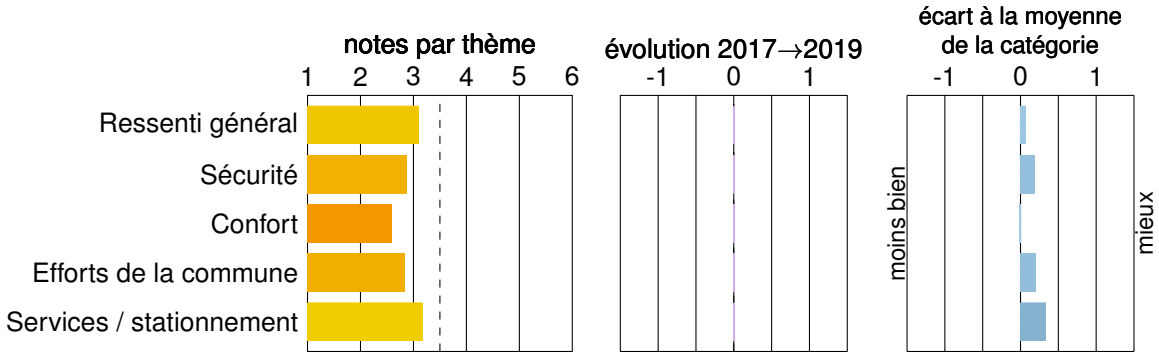 notes par thème
1 2 3 4 5 6
évolution 2017→2019
-1 0 1
écart à la moyenne
de la catégorie
-1 0 1
Ressenti général
Sécurité
Confort
Efforts de la commune
Services / stationnement
moins bien
mieux